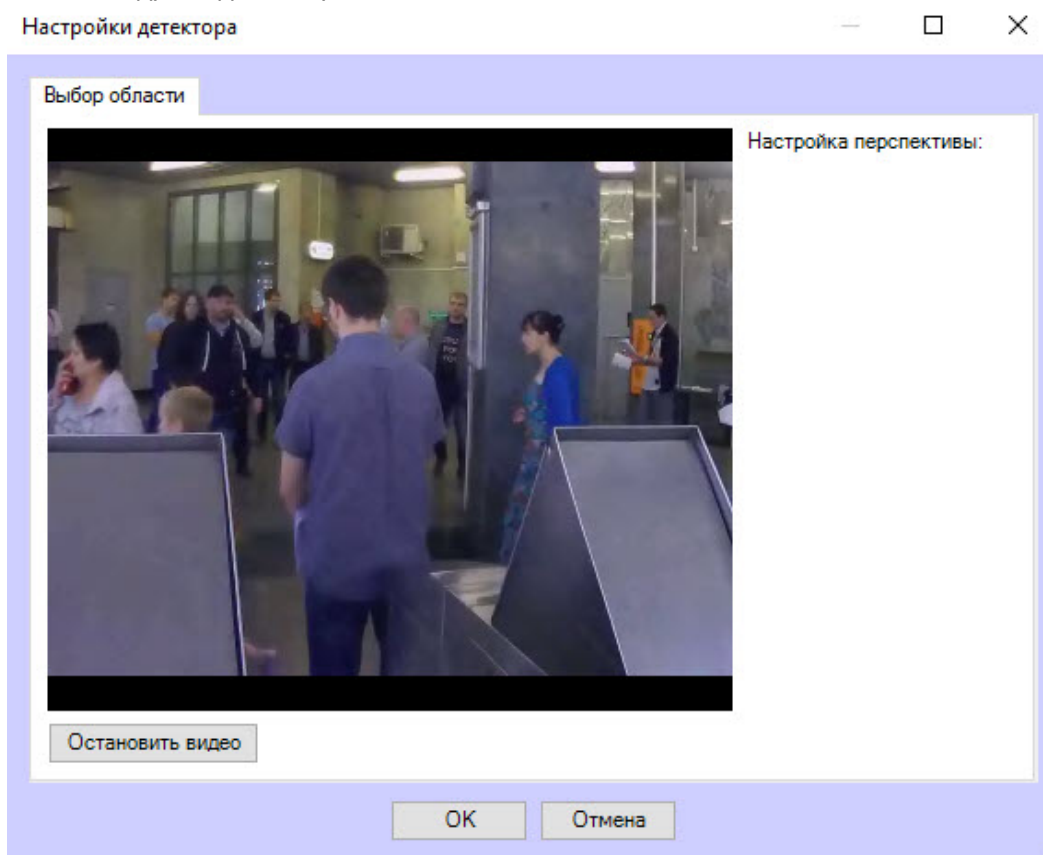 Настройки детектора
Выбор области
Настройка перспективы:
Остановить видео
OK
Отмена